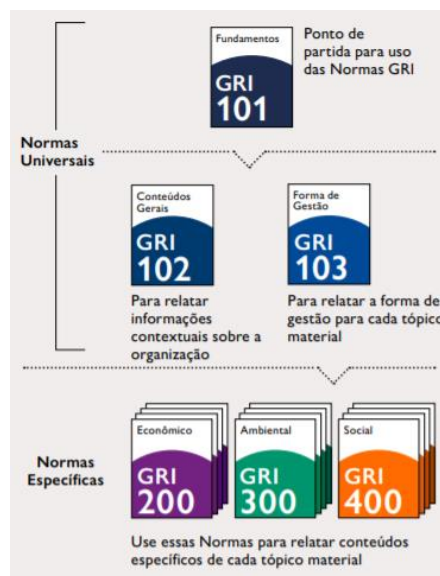 Fundamentos
GRI
101
Ponto de
partida para uso
das Normas GRI
Normas
Universais
Conteúdos
Gerais
GRI
102
Forma de
Gestão
GRI
103
Para relatar
informações
contextuais sobre a
organização
Para relatar a forma de
gestão para cada tópico
material
Normas
Específicas
Econômico
GRI
200
Ambiental
GRI
300
Social
GRI
400
Use essas Normas para relatar conteúdos
específicos de cada tópico material